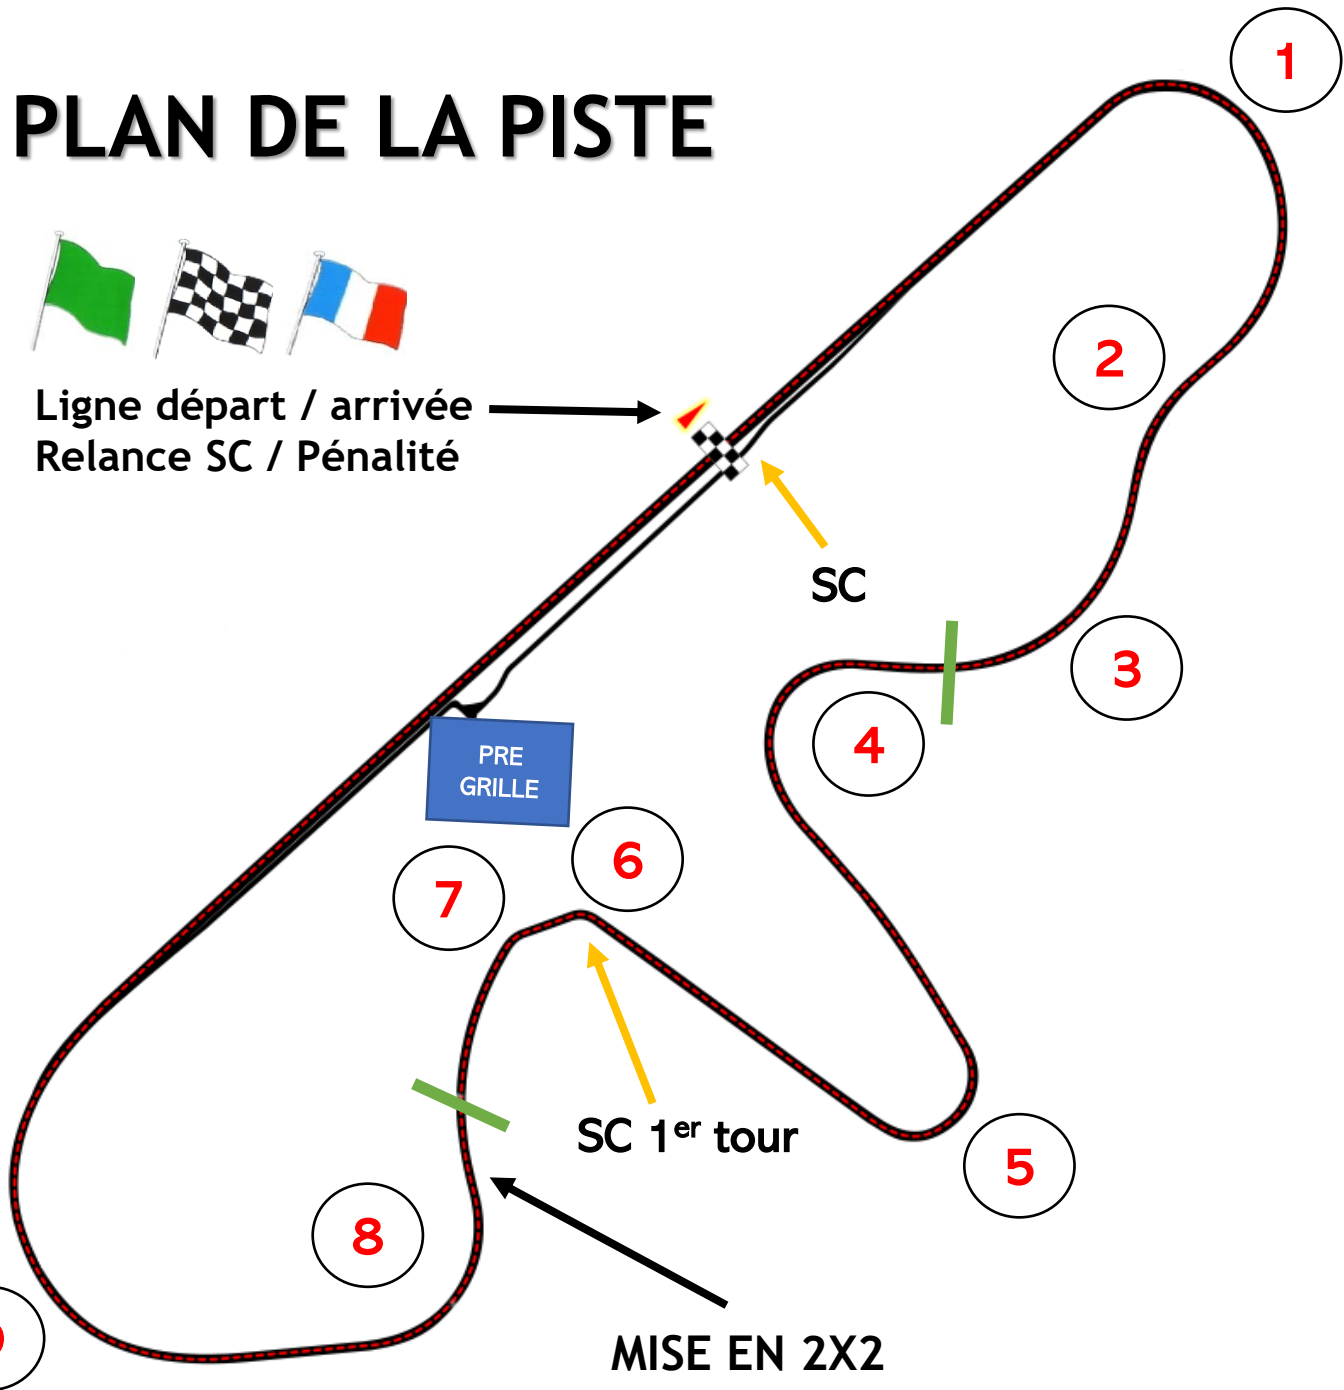 PLAN DE LA PISTE
1
Ligne départ / arrivée
Relance SC / Pénalité
2
SC
3
4
PRE
GRILLE
6
7
SC 1er tour
5
8
MISE EN 2X2